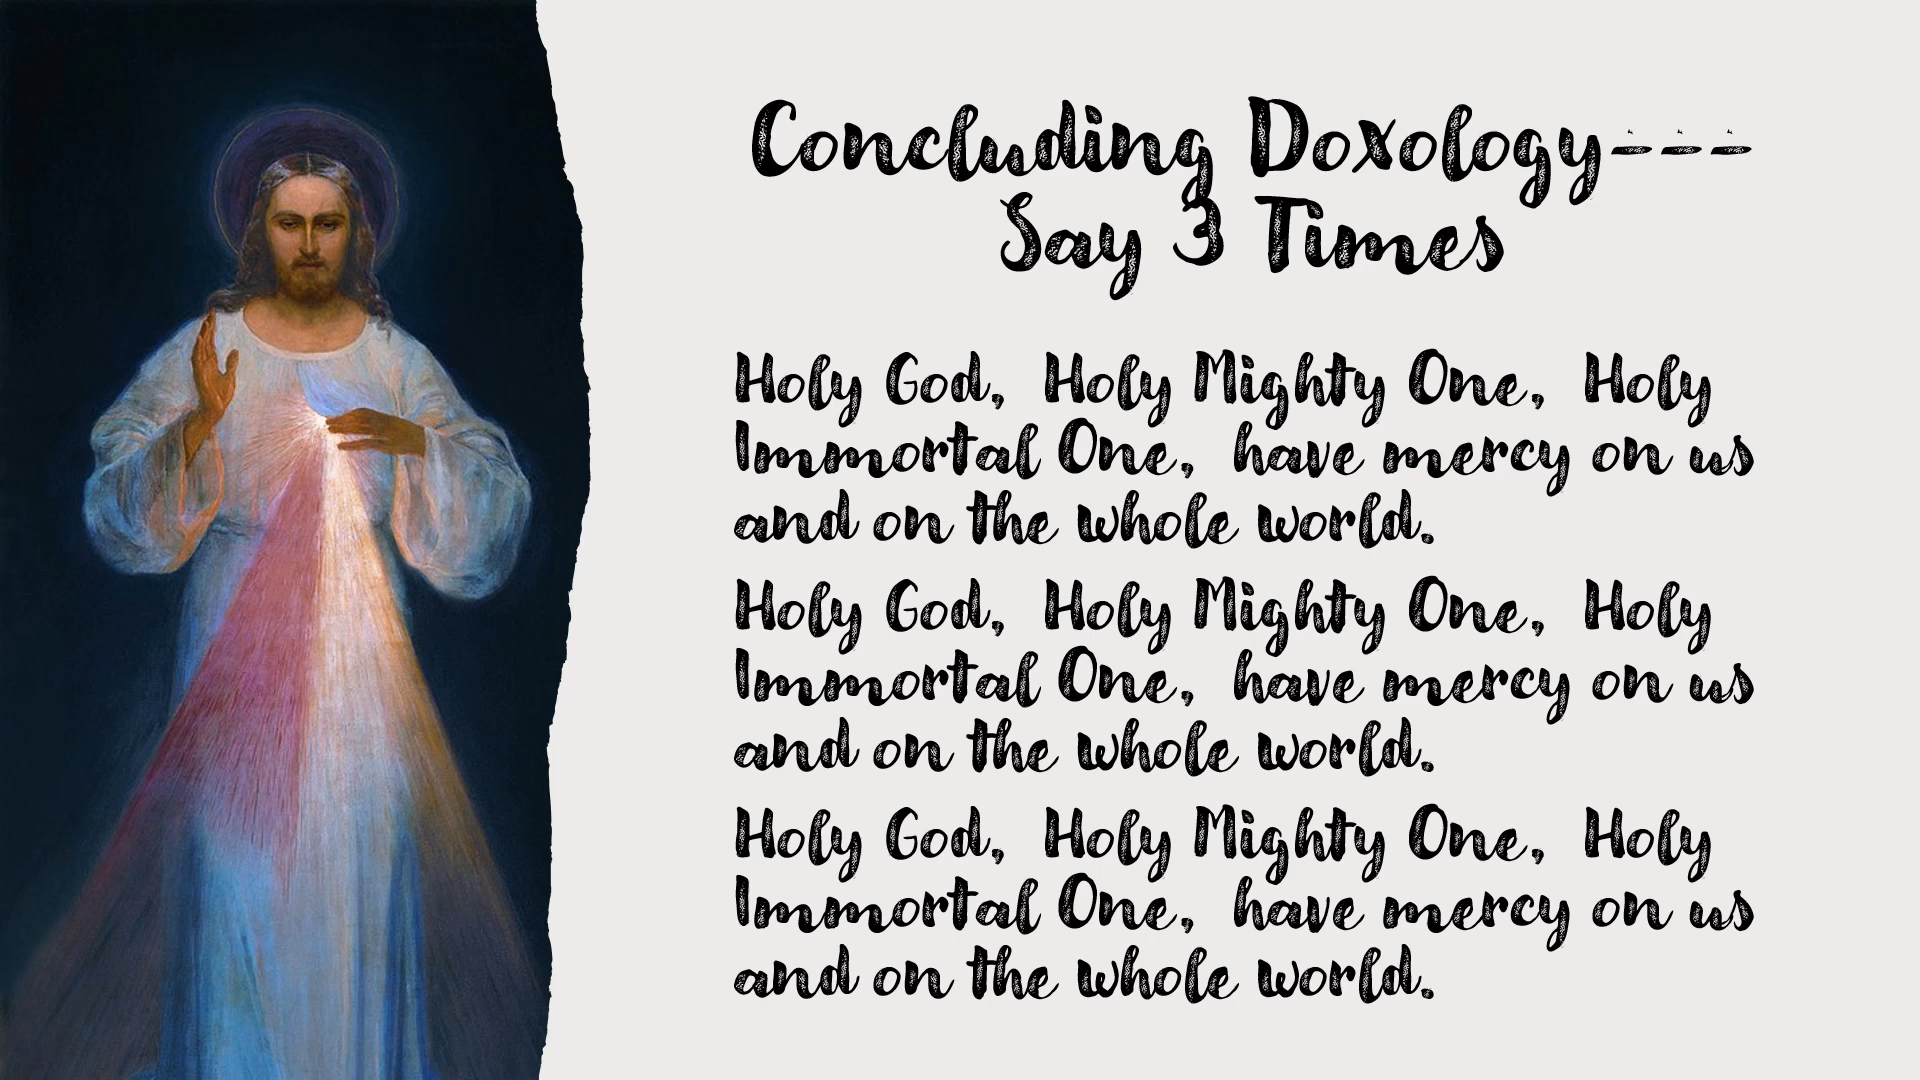 Concluding Doxology---
Say 3 Times
Holy God, Holy Mighty One, Holy
Immortal One, have mercy on us
and on the whole world.
Holy God, Holy Mighty One, Holy
Immortal One, have mercy on us
and on the whole world.
Holy God, Holy Mighty One, Holy
Immortal One, have mercy on us
and on the whole world.